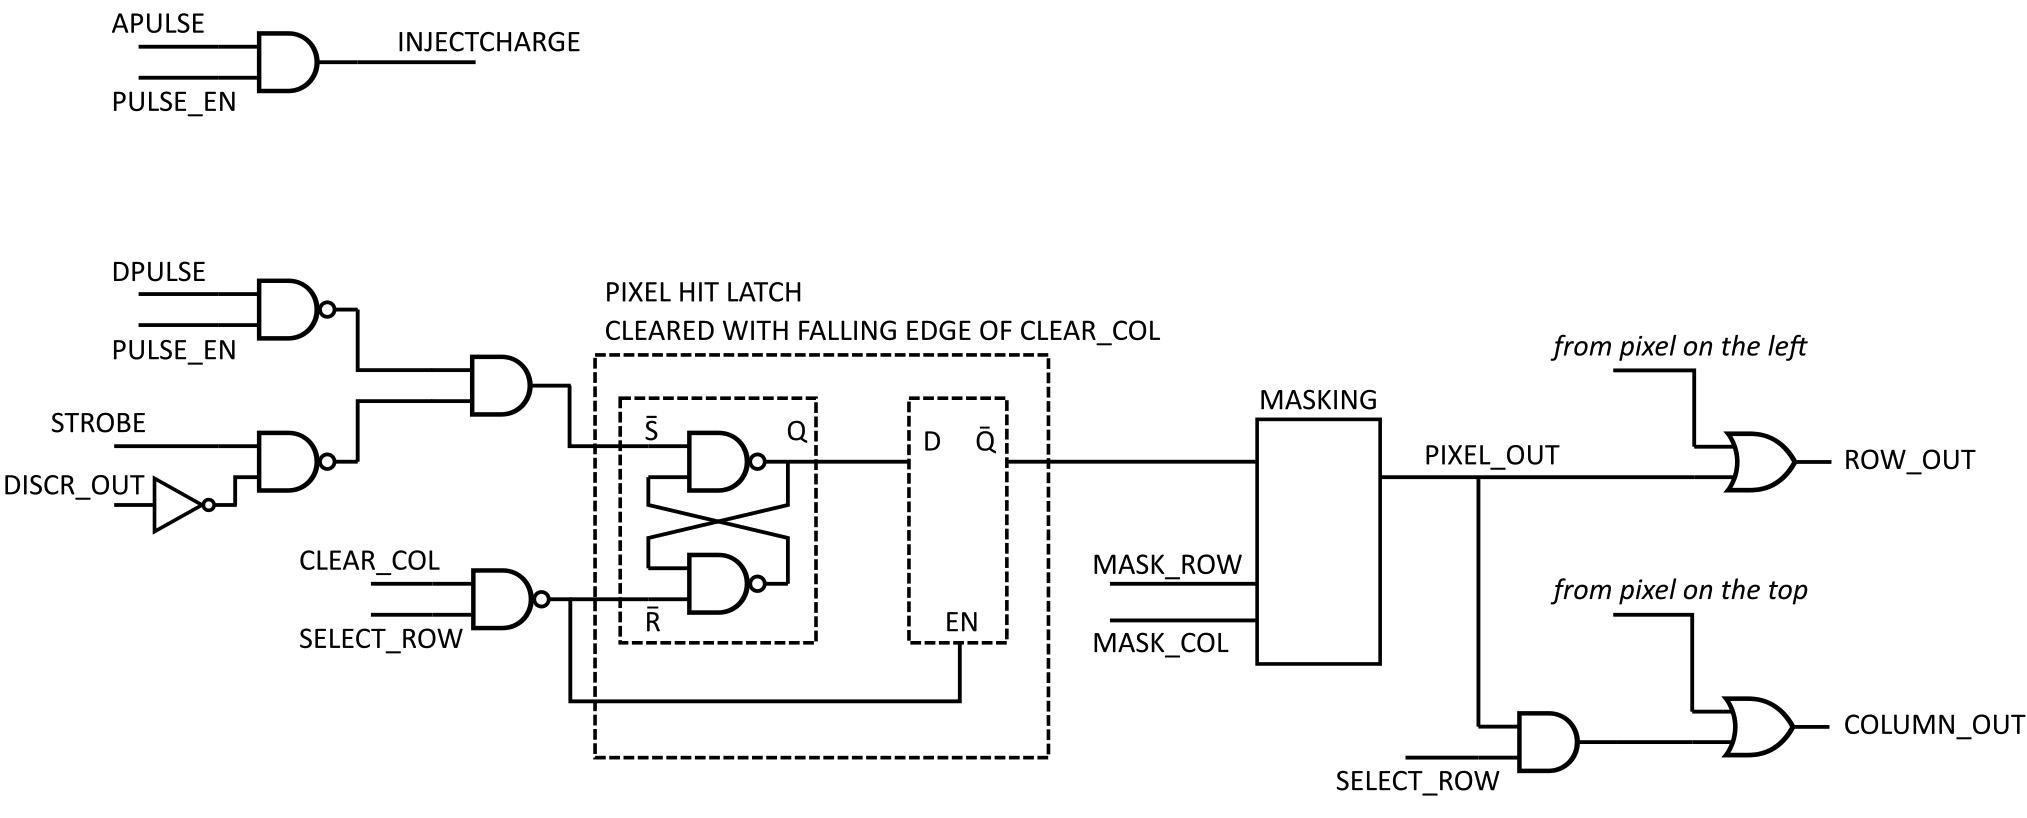 APULSE
INJECTCHARGE
PULSE_EN
DPULSE
PULSE_EN
PIXEL HIT LATCH
CLEARED WITH FALLING EDGE OF CLEAR_COL
from pixel on the left
MASKING
STROBE
S̅
Q
D
Q̅
PIXEL_OUT
ROW_OUT
DISCR_OUT
CLEAR_COL
MASK_ROW
from pixel on the top
SELECT_ROW
R̅
EN
MASK_COL
COLUMN_OUT
SELECT_ROW